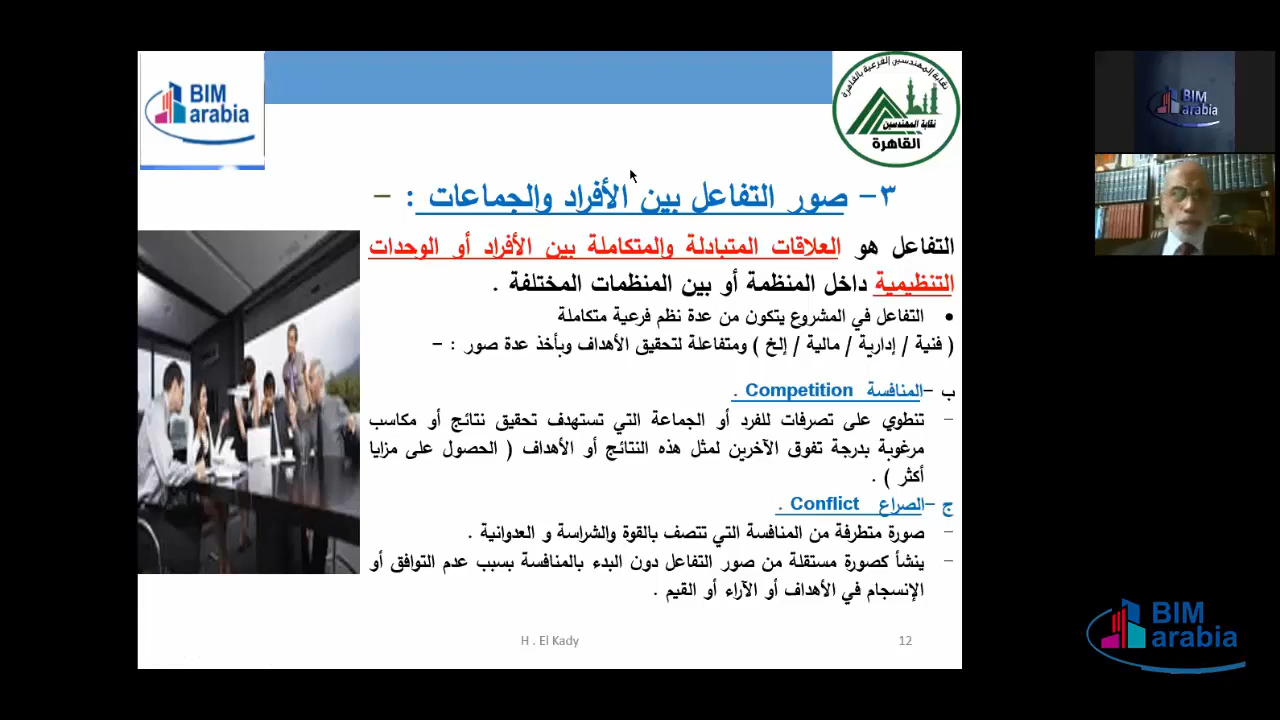 BIM
arabia
نقابة المهندسين الفرعية بالقاهرة
نقابة المهندسين
القاهرة
٣- صور التفاعل بين الأفراد والجماعات : -
التفاعل هو العلاقات المتبادلة والمتكاملة بين الأفراد أو الوحدات
التنظيمية داخل المنظمة أو بين المنظمات المختلفة .
• التفاعل في المشروع يتكون من عدة نظم فرعية متكاملة
( فنية / إدارية / مالية / إلخ ) ومتفاعلة لتحقيق الأهداف ويأخذ عدة صور : -
ب -المنافسة Competition .
- تنطوي على تصرفات للفرد أو الجماعة التي تستهدف تحقيق نتائج أو مكاسب
مرغوبة بدرجة تفوق الآخرين لمثل هذه النتائج أو الأهداف ( الحصول على مزايا
أكثر ) .
ج -الصراع Conflict .
- صورة متطرفة من المنافسة التي تتصف بالقوة والشراسة و العدوانية .
- ينشأ كصورة مستقلة من صور التفاعل دون البدء بالمنافسة بسبب عدم التوافق أو
الإنسجام في الأهداف أو الآراء أو القيم .
H . El Kady
12
BIM
arabia
BIM
arabia